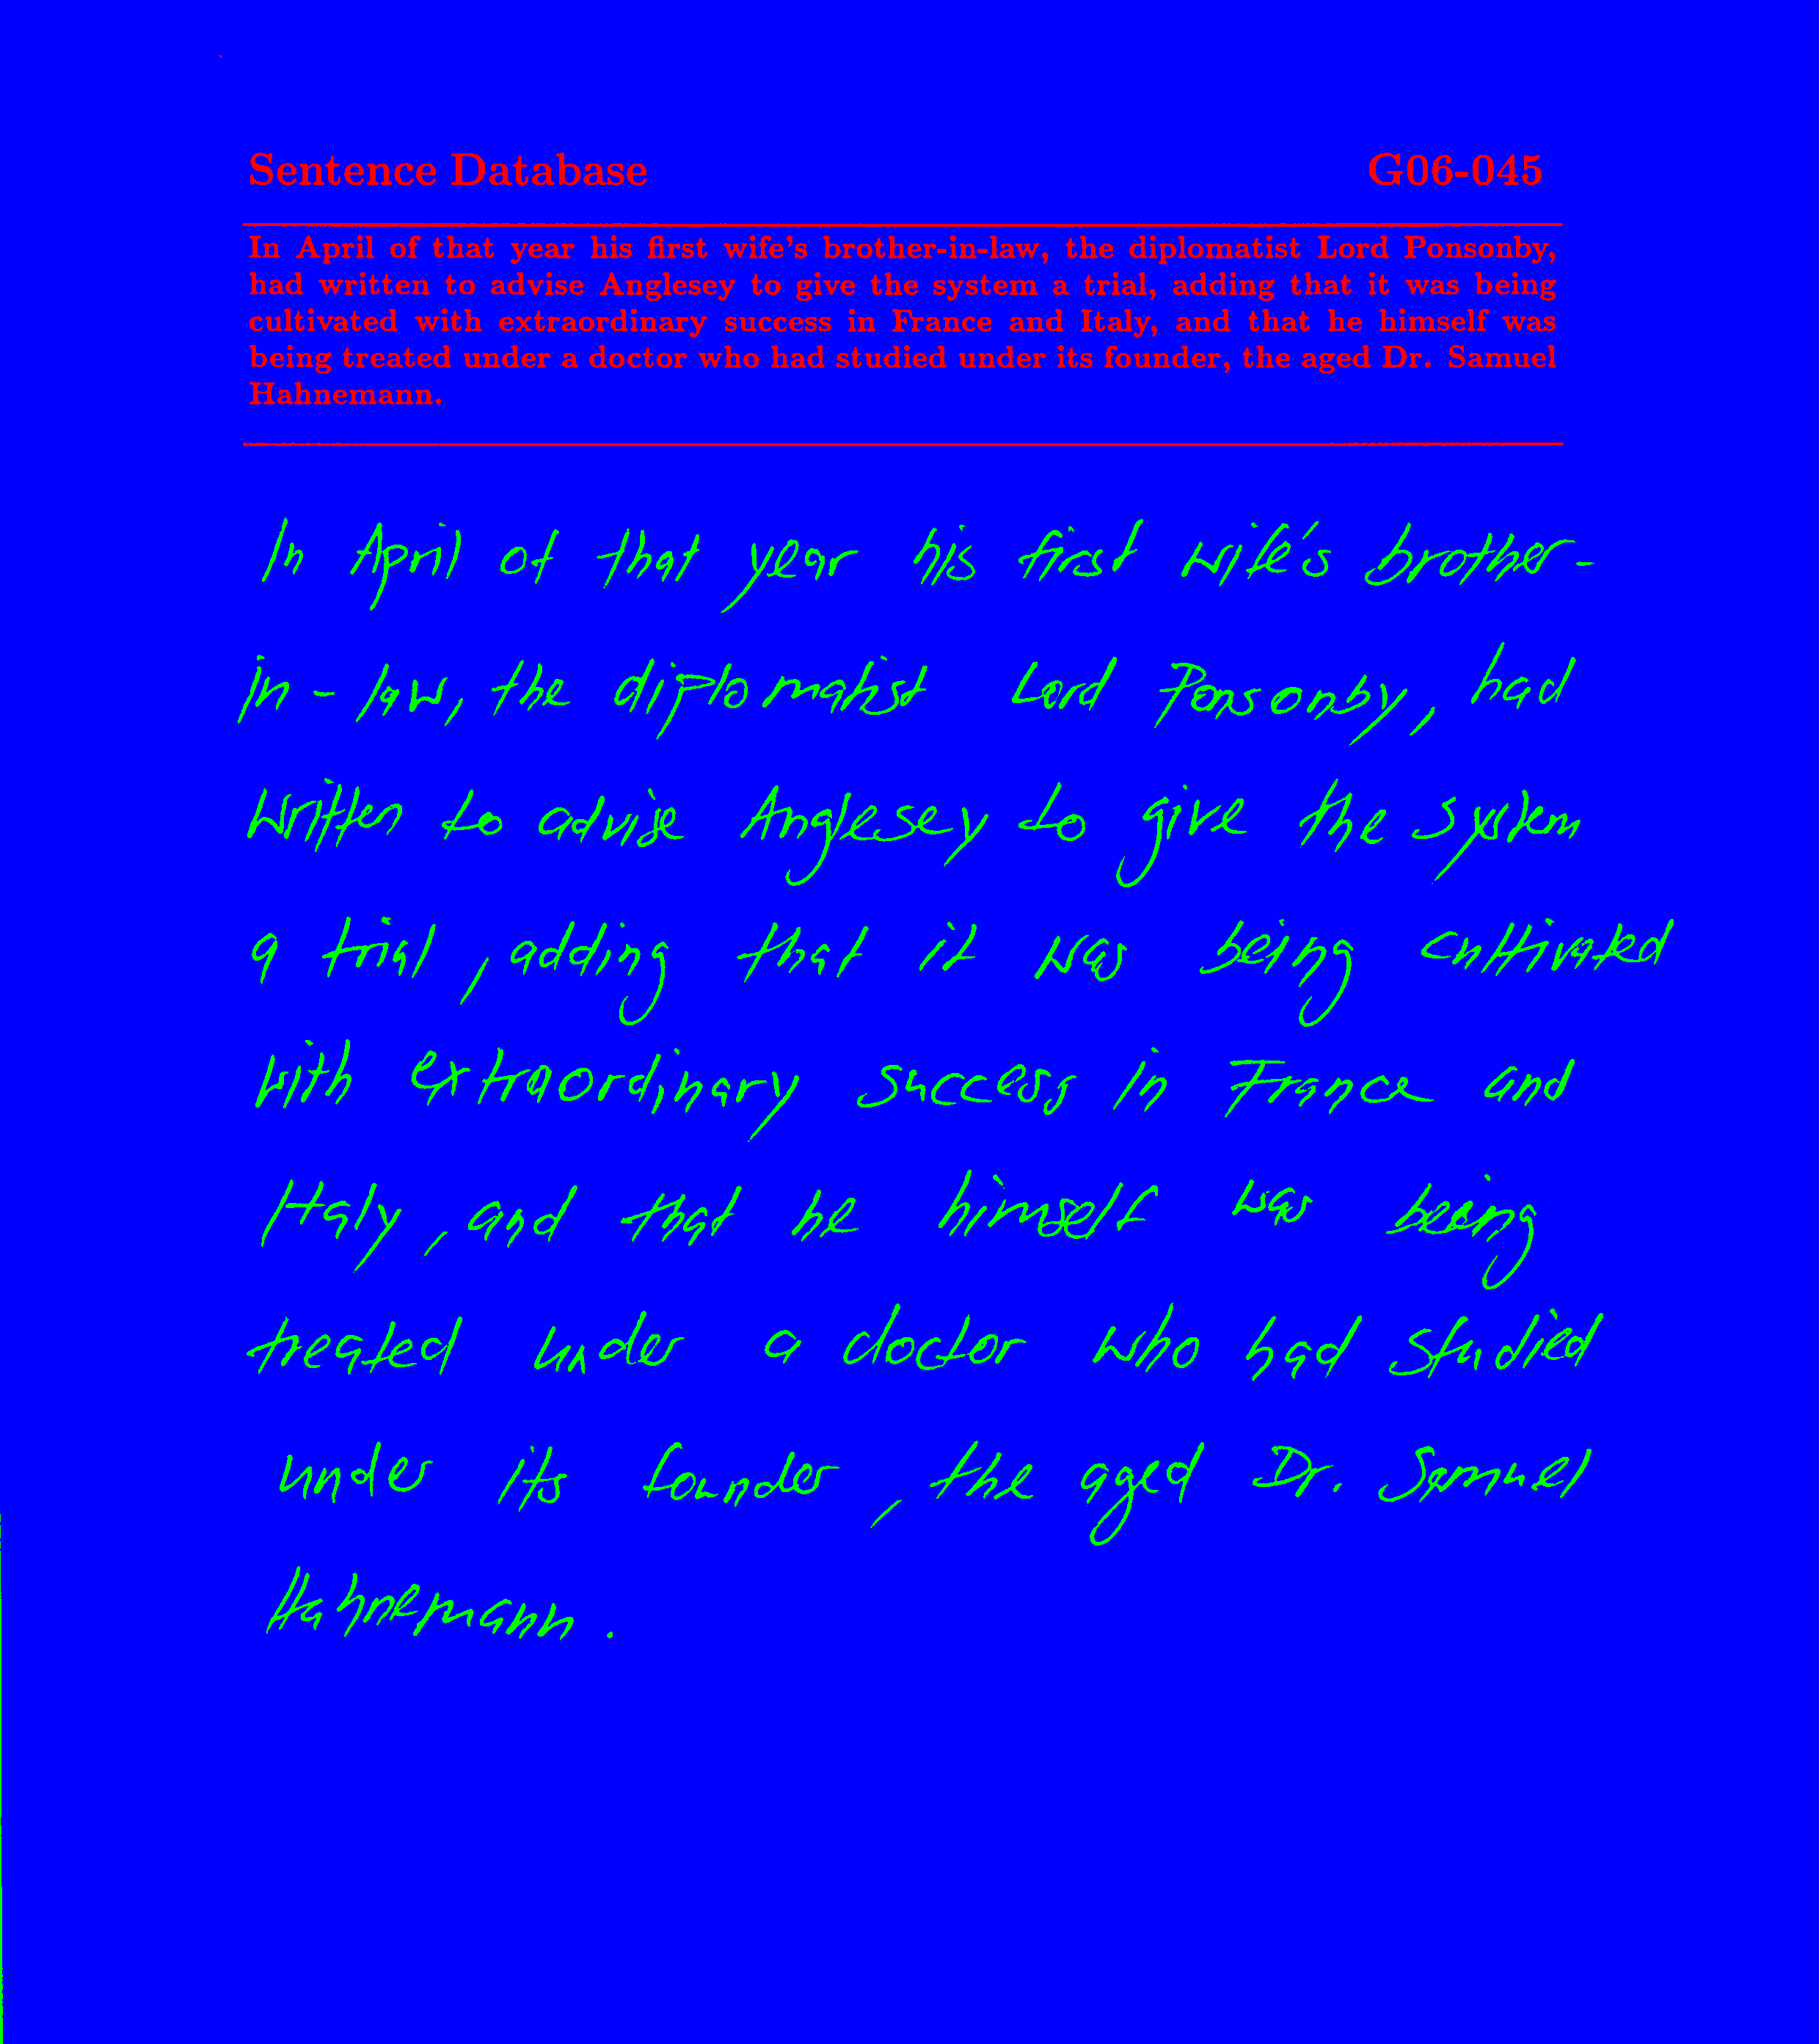 Sentence Database G06-045
In April of that year his first wife's brother-in-law, the diplomatist Lord Ponsonby,
had written to advise Anglesey to give the system a trial, adding that it was being
cultivated with extraordinary success in France and Italy, and that he himself was
being treated under a doctor who had studied under its founder, the aged Dr. Samuel
Hahnemann.
In April of that year his first wife's brother-
in-law, the diplomatist Lord Ponsonby, had
written to advise Anglesey to give the system
a trial, adding that it was being cultivated
with extraordinary success in France and
Italy, and that he himself was being
treated under a doctor who had studied
under its founder, the aged Dr. Samuel
Hahnemann.